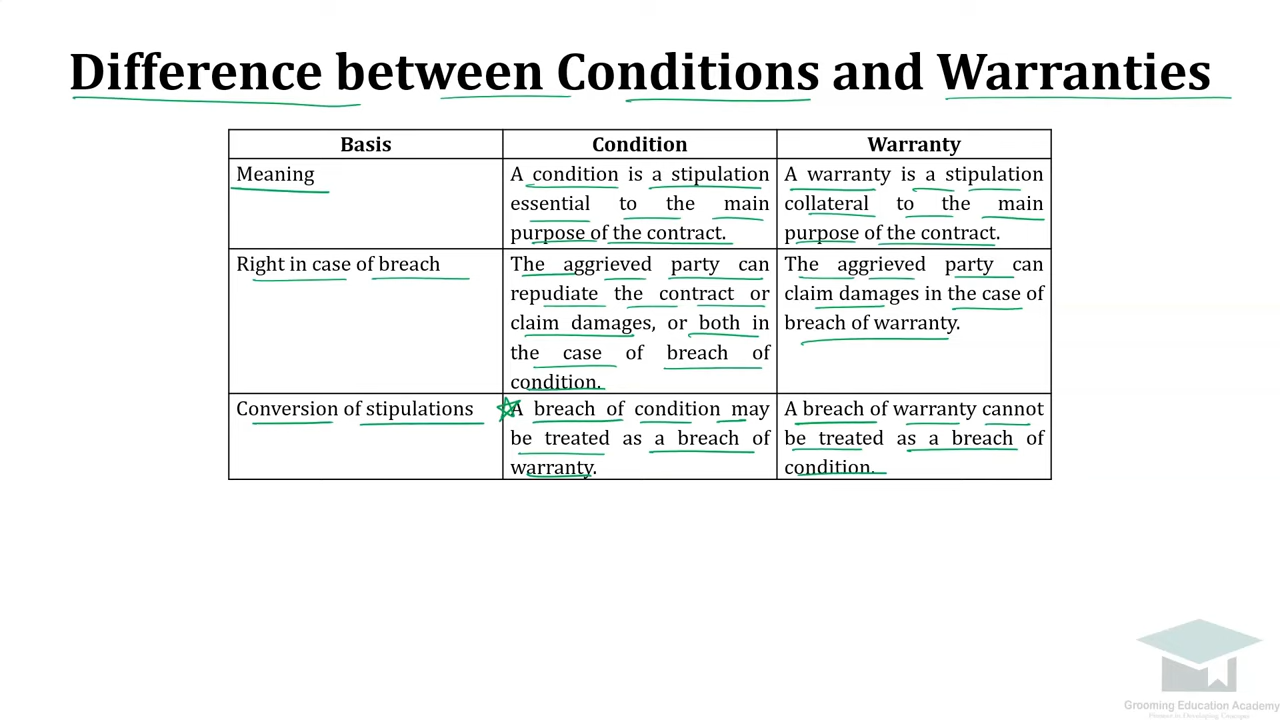 Difference between Conditions and Warranties
Basis
Condition
Warranty
Meaning
A condition is a stipulation
essential to the main
purpose of the contract.
A warranty is a stipulation
collateral to the main
purpose of the contract.
Right in case of breach
The aggrieved party can
repudiate the contract or
claim damages, or both in
the case of breach of
condition.
The aggrieved party can
claim damages in the case of
breach of warranty.
Conversion of stipulations
A breach of condition may
be treated as a breach of
warranty.
A breach of warranty cannot
be treated as a breach of
condition.
Grooming Education Academy
Pioneer in Developing Concepts